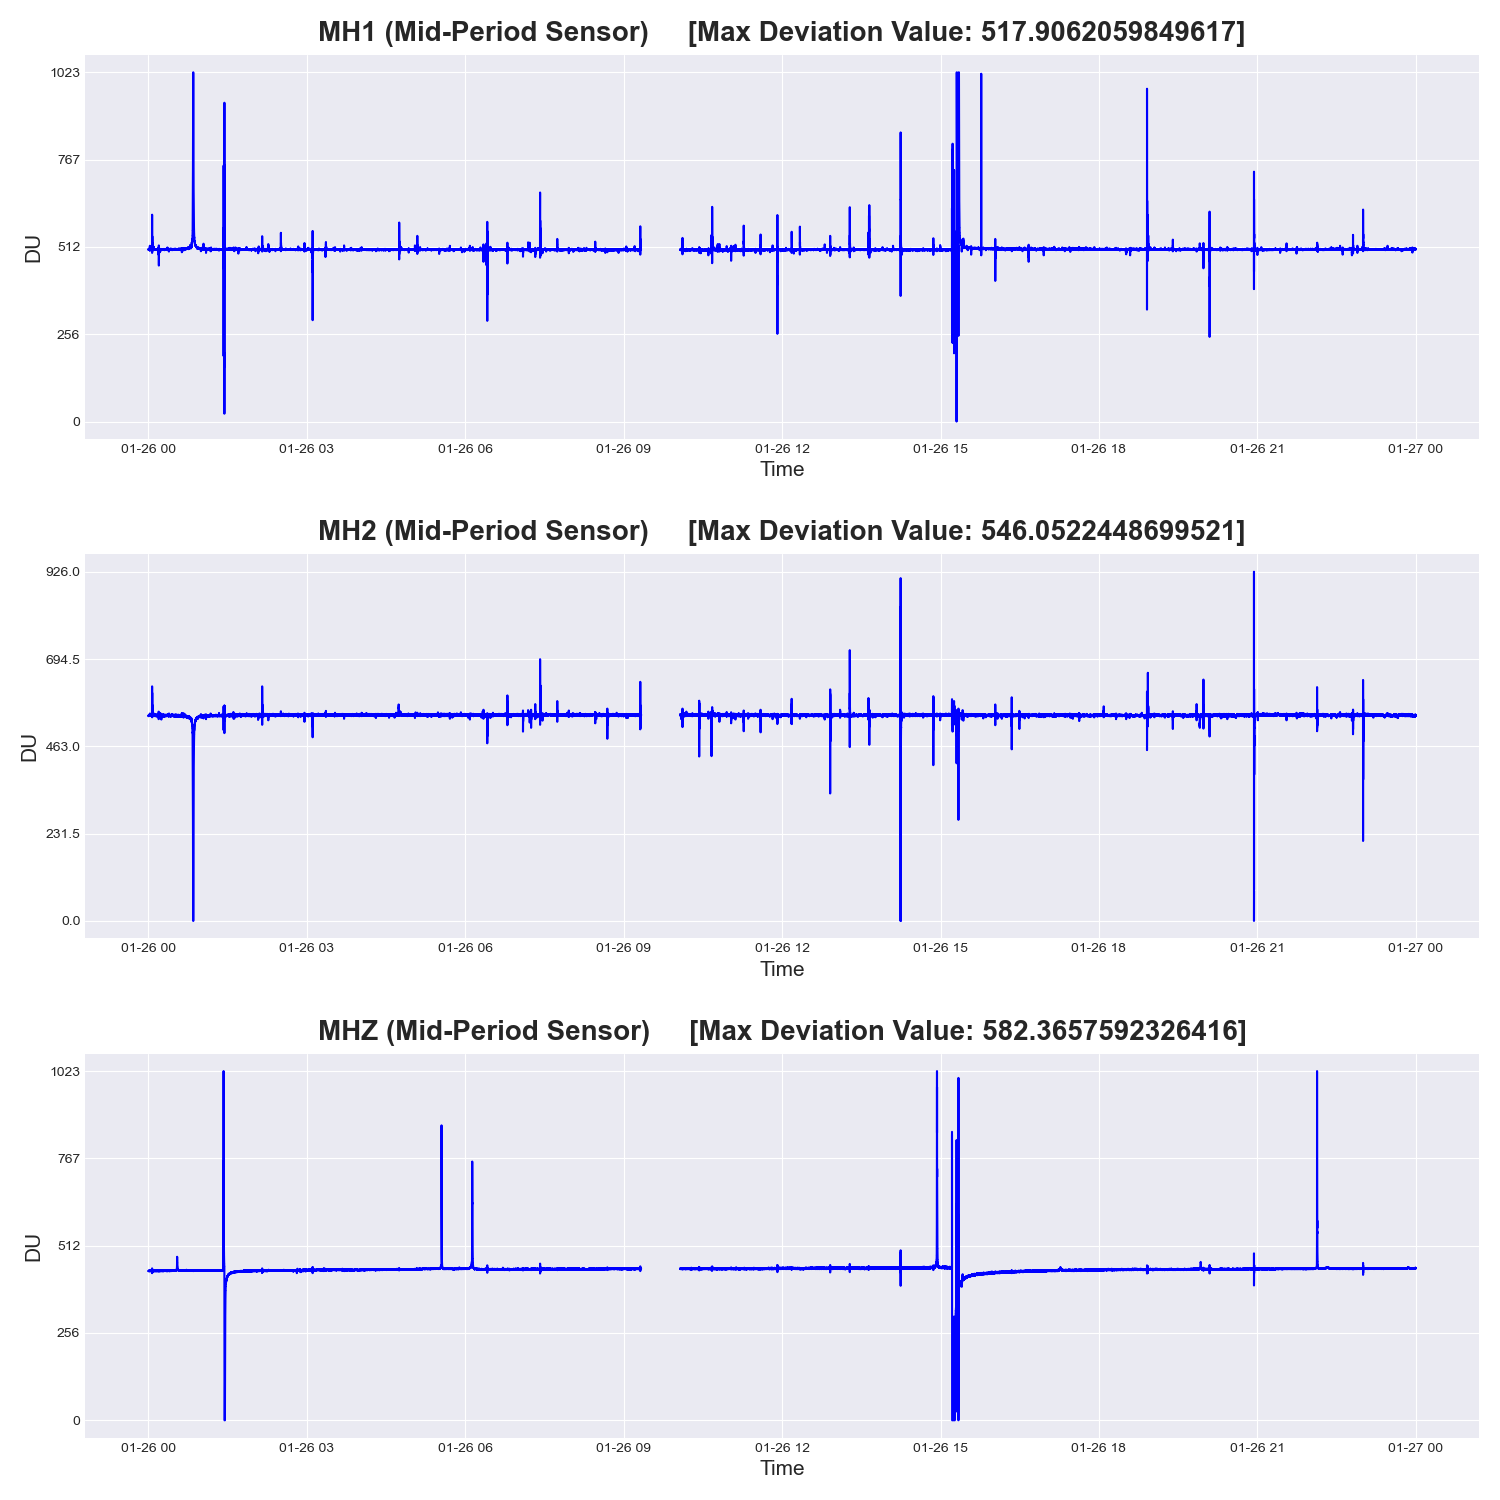 MH1 (Mid-Period Sensor) [Max Deviation Value: 517.9062059849617]
1023
767
512
256
0
DU
01-26 00 01-26 03 01-26 06 01-26 09 01-26 12 01-26 15 01-26 18 01-26 21 01-27 00
Time
MH2 (Mid-Period Sensor) [Max Deviation Value: 546.0522448699521]
926.0
694.5
463.0
231.5
0.0
DU
01-26 00 01-26 03 01-26 06 01-26 09 01-26 12 01-26 15 01-26 18 01-26 21 01-27 00
Time
MHZ (Mid-Period Sensor) [Max Deviation Value: 582.3657592326416]
1023
767
512
256
0
DU
01-26 00 01-26 03 01-26 06 01-26 09 01-26 12 01-26 15 01-26 18 01-26 21 01-27 00
Time